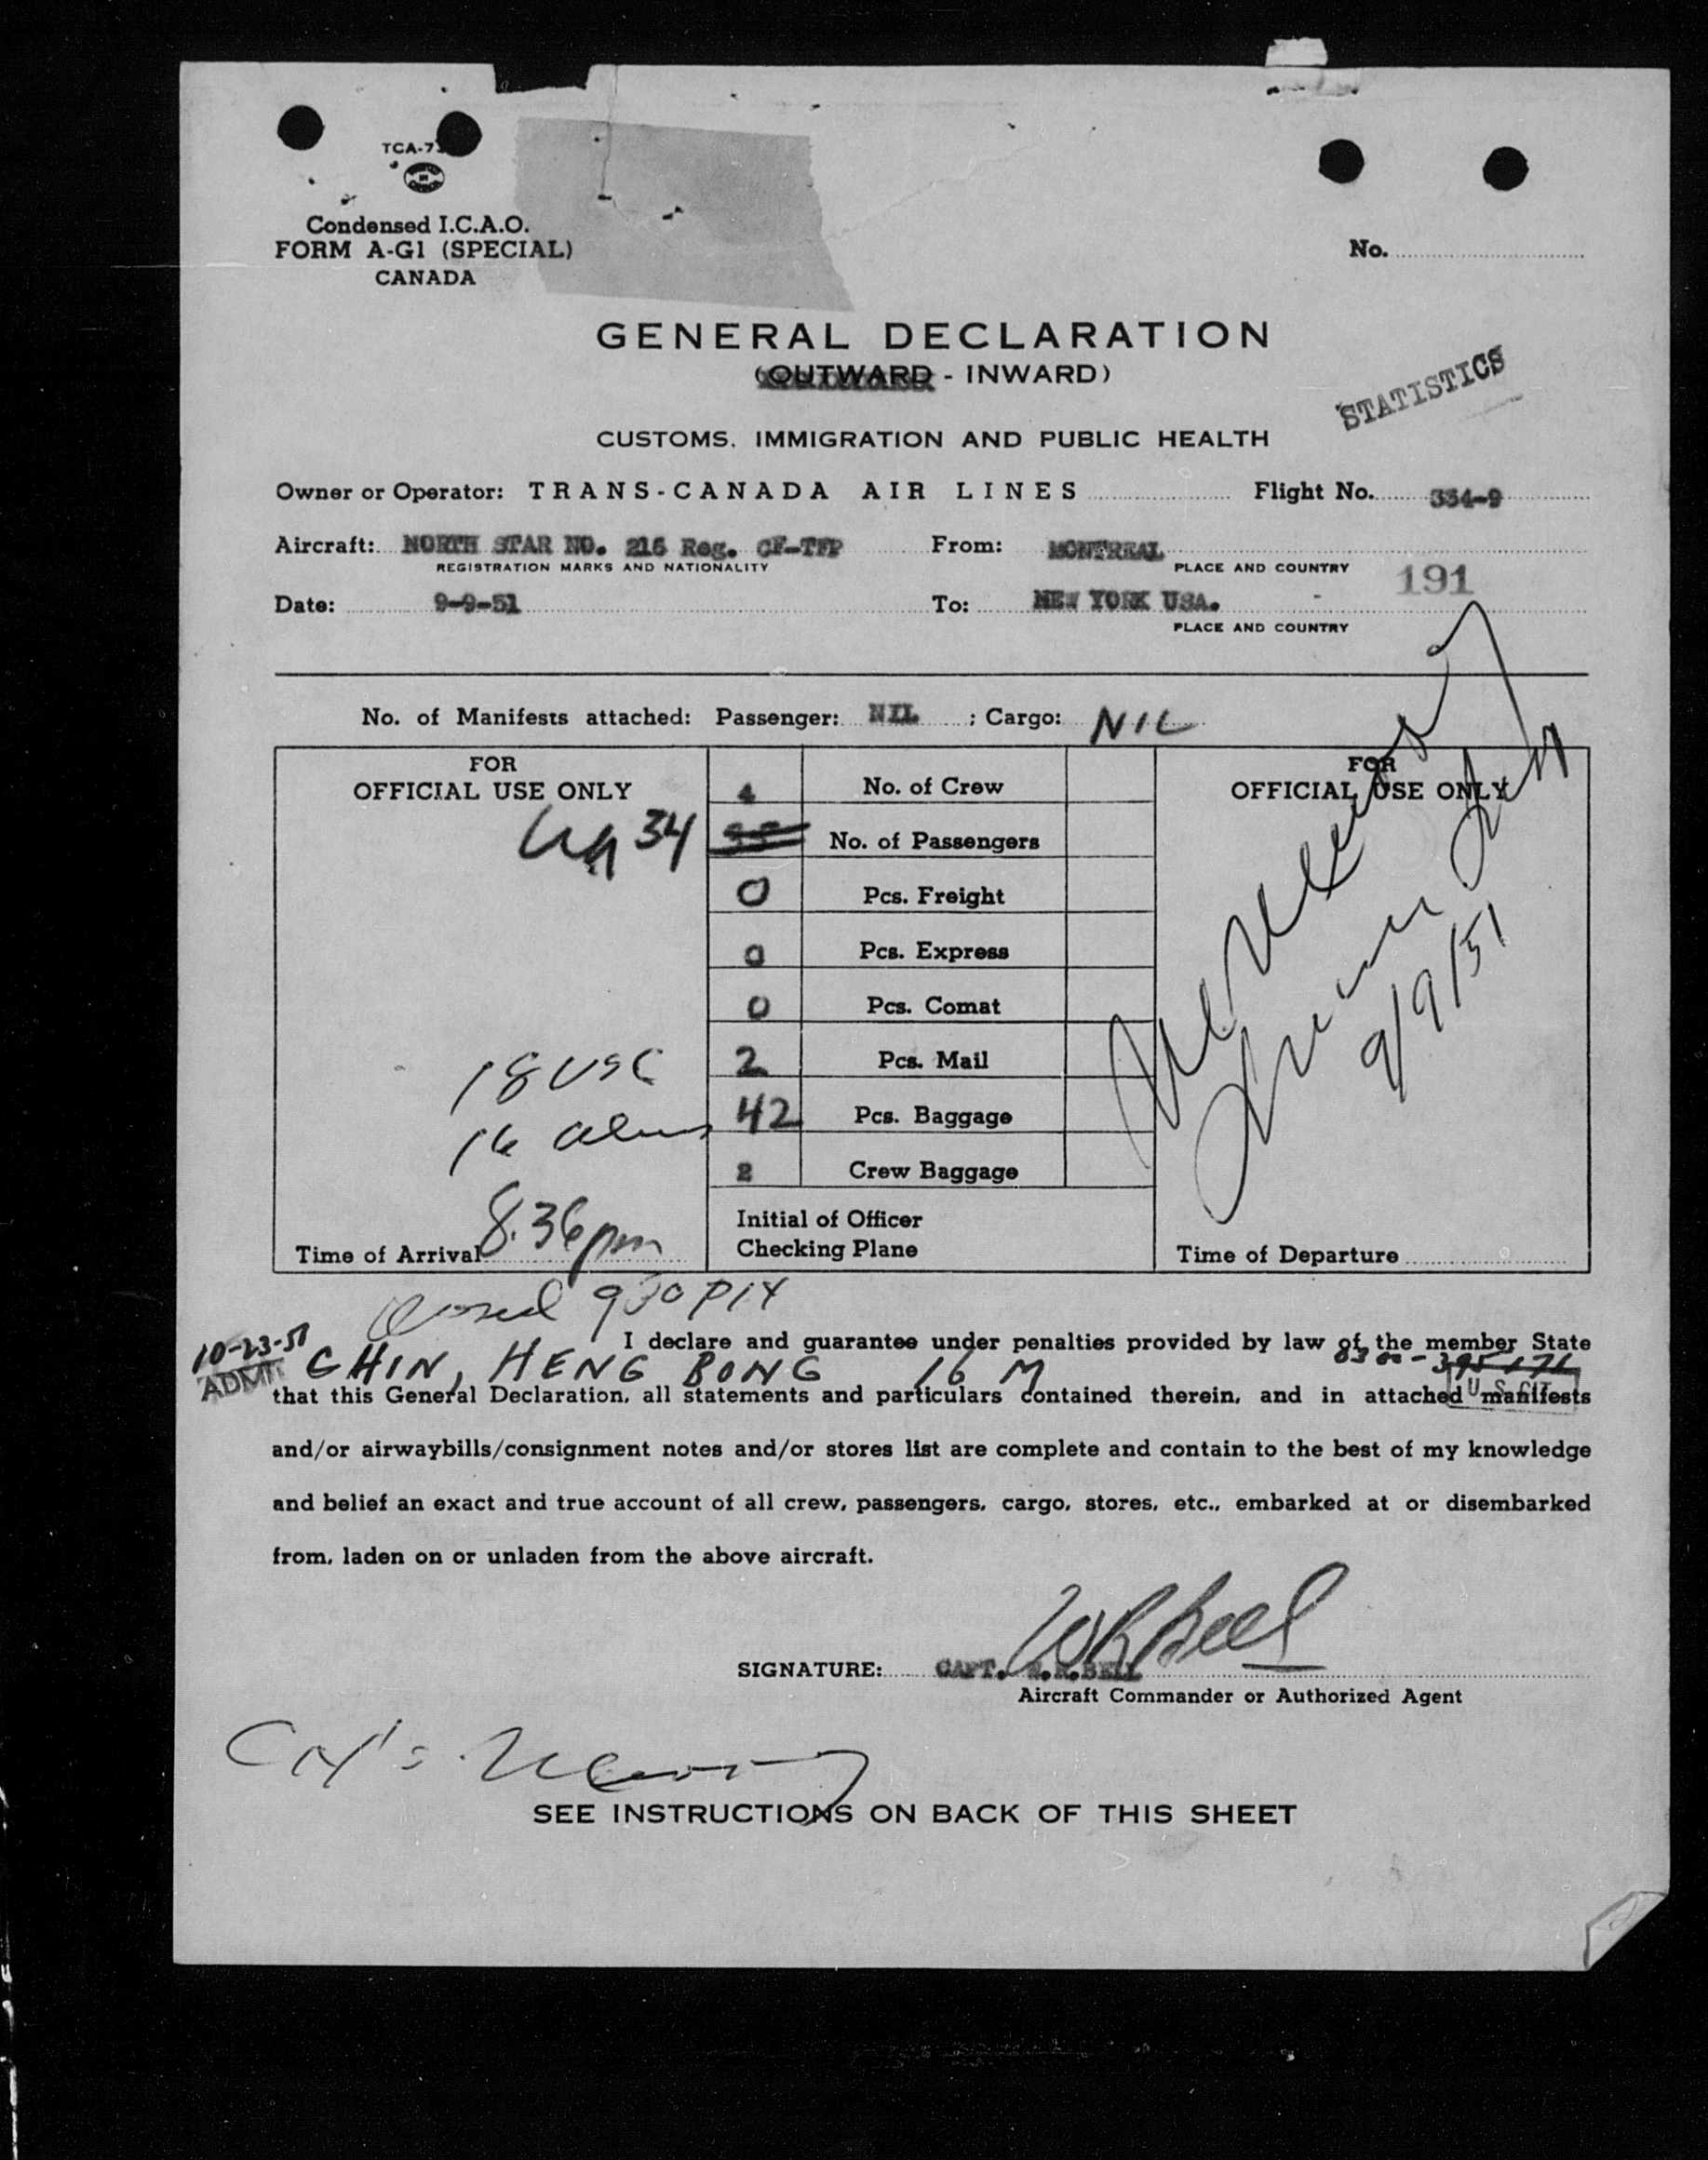 TCA-7
Condensed I.C.A.O.
FORM A-G1 (SPECIAL)
CANADA
No.
GENERAL DECLARATION
(OUTWARD - INWARD)
STATISTICS
CUSTOMS, IMMIGRATION AND PUBLIC HEALTH
Owner or Operator: TRANS-CANADA AIR LINES Flight No. 334-9
Aircraft: NORTH STAR NO. 216 Reg. CF-TFP From: MONTREAL
REGISTRATION MARKS AND NATIONALITY PLACE AND COUNTRY
191
Date: 9-9-51 To: NEW YORK USA.
PLACE AND COUNTRY
No. of Manifests attached: Passenger: NIL ; Cargo: NIL
FOR
OFFICIAL USE ONLY
4 No. of Crew
FOR
OFFICIAL USE ONLY
34 No. of Passengers
0 Pcs. Freight
0 Pcs. Express
0 Pcs. Comat
9/9/51
18 USC
2 Pcs. Mail
16 aliens
42 Pcs. Baggage
2 Crew Baggage
Initial of Officer
Checking Plane
Time of Arrival 8.36pm
Time of Departure
930 PM
10-23-51
I declare and guarantee under penalties provided by law of the member State
ADMIT CHIN, HENG BONG 16 M 0300-395171
U.S. CIT
that this General Declaration, all statements and particulars contained therein, and in attached manifests
and/or airwaybills/consignment notes and/or stores list are complete and contain to the best of my knowledge
and belief an exact and true account of all crew, passengers, cargo, stores, etc., embarked at or disembarked
from, laden on or unladen from the above aircraft.
WRBell
SIGNATURE: CAPT. W.R.BELL
Aircraft Commander or Authorized Agent
SEE INSTRUCTIONS ON BACK OF THIS SHEET